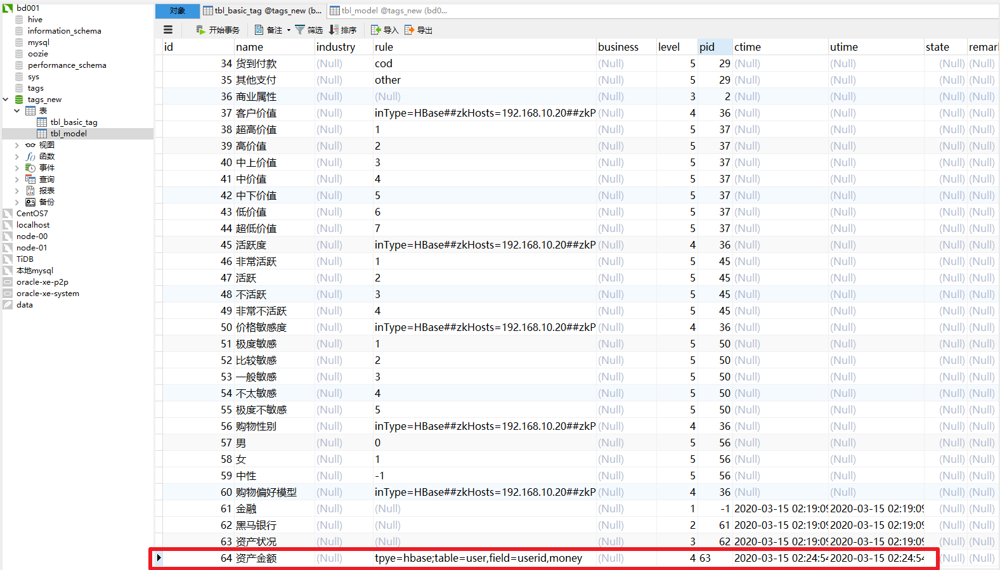 bd001
hive
information_schema
mysql
oozie
performance_schema
sys
tags
tags_new
表
tbl_basic_tag
tbl_model
视图
f() 函数
事件
查询
报表
备份
CentOS7
localhost
node-00
node-01
TiDB
本地mysql
oracle-xe-p2p
oracle-xe-system
data
对象 tbl_basic_tag @tags_new (b... tbl_model @tags_new (bd0...
开始事务 备注 筛选 排序 导入 导出
id name industry rule business level pid ctime utime state remark
34 货到付款 (Null) cod (Null) 5 29 (Null) (Null) (Null) (Null)
35 其他支付 (Null) other (Null) 5 29 (Null) (Null) (Null) (Null)
36 商业属性 (Null) (Null) (Null) 3 2 (Null) (Null) (Null) (Null)
37 客户价值 (Null) inType=HBase##zkHosts=192.168.10.20##zkP (Null) 4 36 (Null) (Null) (Null) (Null)
38 超高价值 (Null) 1 (Null) 5 37 (Null) (Null) (Null) (Null)
39 高价值 (Null) 2 (Null) 5 37 (Null) (Null) (Null) (Null)
40 中上价值 (Null) 3 (Null) 5 37 (Null) (Null) (Null) (Null)
41 中价值 (Null) 4 (Null) 5 37 (Null) (Null) (Null) (Null)
42 中下价值 (Null) 5 (Null) 5 37 (Null) (Null) (Null) (Null)
43 低价值 (Null) 6 (Null) 5 37 (Null) (Null) (Null) (Null)
44 超低价值 (Null) 7 (Null) 5 37 (Null) (Null) (Null) (Null)
45 活跃度 (Null) inType=HBase##zkHosts=192.168.10.20##zkP (Null) 4 36 (Null) (Null) (Null) (Null)
46 非常活跃 (Null) 1 (Null) 5 45 (Null) (Null) (Null) (Null)
47 活跃 (Null) 2 (Null) 5 45 (Null) (Null) (Null) (Null)
48 不活跃 (Null) 3 (Null) 5 45 (Null) (Null) (Null) (Null)
49 非常不活跃 (Null) 4 (Null) 5 45 (Null) (Null) (Null) (Null)
50 价格敏感度 (Null) inType=HBase##zkHosts=192.168.10.20##zkP (Null) 4 36 (Null) (Null) (Null) (Null)
51 极度敏感 (Null) 1 (Null) 5 50 (Null) (Null) (Null) (Null)
52 比较敏感 (Null) 2 (Null) 5 50 (Null) (Null) (Null) (Null)
53 一般敏感 (Null) 3 (Null) 5 50 (Null) (Null) (Null) (Null)
54 不太敏感 (Null) 4 (Null) 5 50 (Null) (Null) (Null) (Null)
55 极度不敏感 (Null) 5 (Null) 5 50 (Null) (Null) (Null) (Null)
56 购物性别 (Null) inType=HBase##zkHosts=192.168.10.20##zkP (Null) 4 36 (Null) (Null) (Null) (Null)
57 男 (Null) 0 (Null) 5 56 (Null) (Null) (Null) (Null)
58 女 (Null) 1 (Null) 5 56 (Null) (Null) (Null) (Null)
59 中性 (Null) -1 (Null) 5 56 (Null) (Null) (Null) (Null)
60 购物偏好模型 (Null) inType=HBase##zkHosts=192.168.10.20##zkP (Null) 4 36 (Null) (Null) (Null) (Null)
61 金融 (Null) (Null) (Null) 1 -1 2020-03-15 02:19:09 2020-03-15 02:19:09 (Null) (Null)
62 黑马银行 (Null) (Null) (Null) 2 61 2020-03-15 02:19:09 2020-03-15 02:19:09 (Null) (Null)
63 资产状况 (Null) (Null) (Null) 3 62 2020-03-15 02:19:09 2020-03-15 02:19:09 (Null) (Null)
64 资产金额 (Null) tpye=hbase;table=user,field=userid,money (Null) 4 63 2020-03-15 02:24:54 2020-03-15 02:24:54 (Null) (Null)